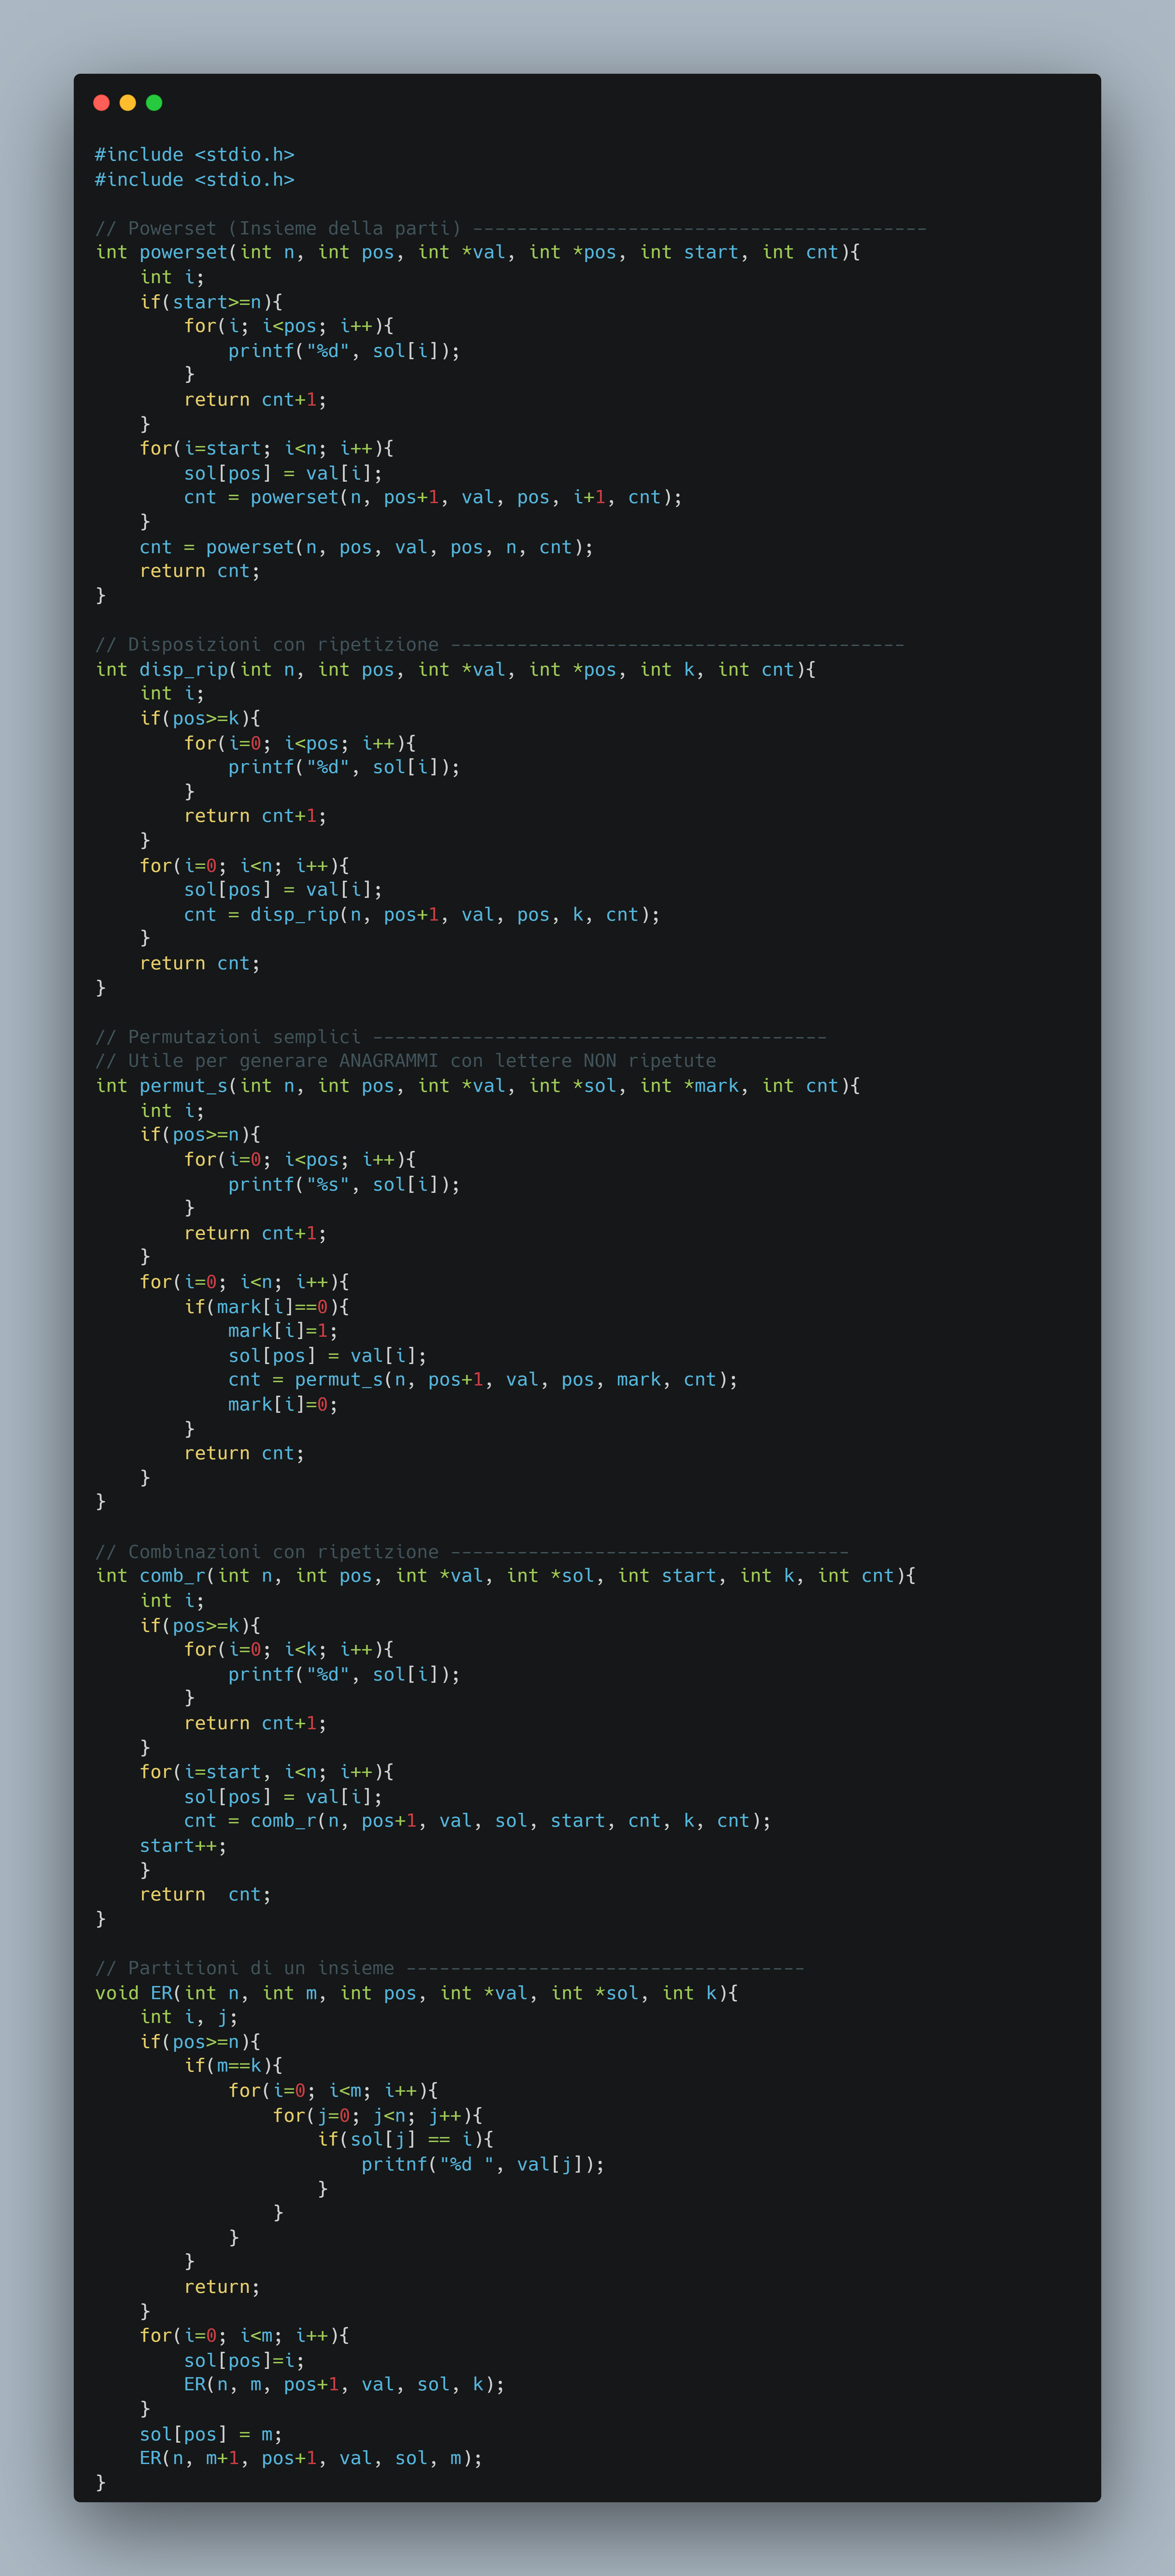 #include <stdio.h>
#include <stdio.h>

// Powerset (Insieme della parti) -----------------------------------------
int powerset(int n, int pos, int *val, int *pos, int start, int cnt){
    int i;
    if(start>=n){
        for(i; i<pos; i++){
            printf("%d", sol[i]);
        }
        return cnt+1;
    }
    for(i=start; i<n; i++){
        sol[pos] = val[i];
        cnt = powerset(n, pos+1, val, pos, i+1, cnt);
    }
    cnt = powerset(n, pos, val, pos, n, cnt);
    return cnt;
}

// Disposizioni con ripetizione -----------------------------------------
int disp_rip(int n, int pos, int *val, int *pos, int k, int cnt){
    int i;
    if(pos>=k){
        for(i=0; i<pos; i++){
            printf("%d", sol[i]);
        }
        return cnt+1;
    }
    for(i=0; i<n; i++){
        sol[pos] = val[i];
        cnt = disp_rip(n, pos+1, val, pos, k, cnt);
    }
    return cnt;
}

// Permutazioni semplici -----------------------------------------
// Utile per generare ANAGRAMMI con lettere NON ripetute
int permut_s(int n, int pos, int *val, int *sol, int *mark, int cnt){
    int i;
    if(pos>=n){
        for(i=0; i<pos; i++){
            printf("%s", sol[i]);
        }
        return cnt+1;
    }
    for(i=0; i<n; i++){
        if(mark[i]==0){
            mark[i]=1;
            sol[pos] = val[i];
            cnt = permut_s(n, pos+1, val, pos, mark, cnt);
            mark[i]=0;
        }
        return cnt;
    }
}

// Combinazioni con ripetizione ------------------------------------
int comb_r(int n, int pos, int *val, int *sol, int start, int k, int cnt){
    int i;
    if(pos>=k){
        for(i=0; i<k; i++){
            printf("%d", sol[i]);
        }
        return cnt+1;
    }
    for(i=start, i<n; i++){
        sol[pos] = val[i];
        cnt = comb_r(n, pos+1, val, sol, start, cnt, k, cnt);
    start++;
    }
    return  cnt;
}

// Partitioni di un insieme ------------------------------------
void ER(int n, int m, int pos, int *val, int *sol, int k){
    int i, j;
    if(pos>=n){
        if(m==k){
            for(i=0; i<m; i++){
                for(j=0; j<n; j++){
                    if(sol[j] == i){
                        pritnf("%d ", val[j]);
                    }
                }
            }
        }
        return;
    }
    for(i=0; i<m; i++){
        sol[pos]=i;
        ER(n, m, pos+1, val, sol, k);
    }
    sol[pos] = m;
    ER(n, m+1, pos+1, val, sol, m);
}